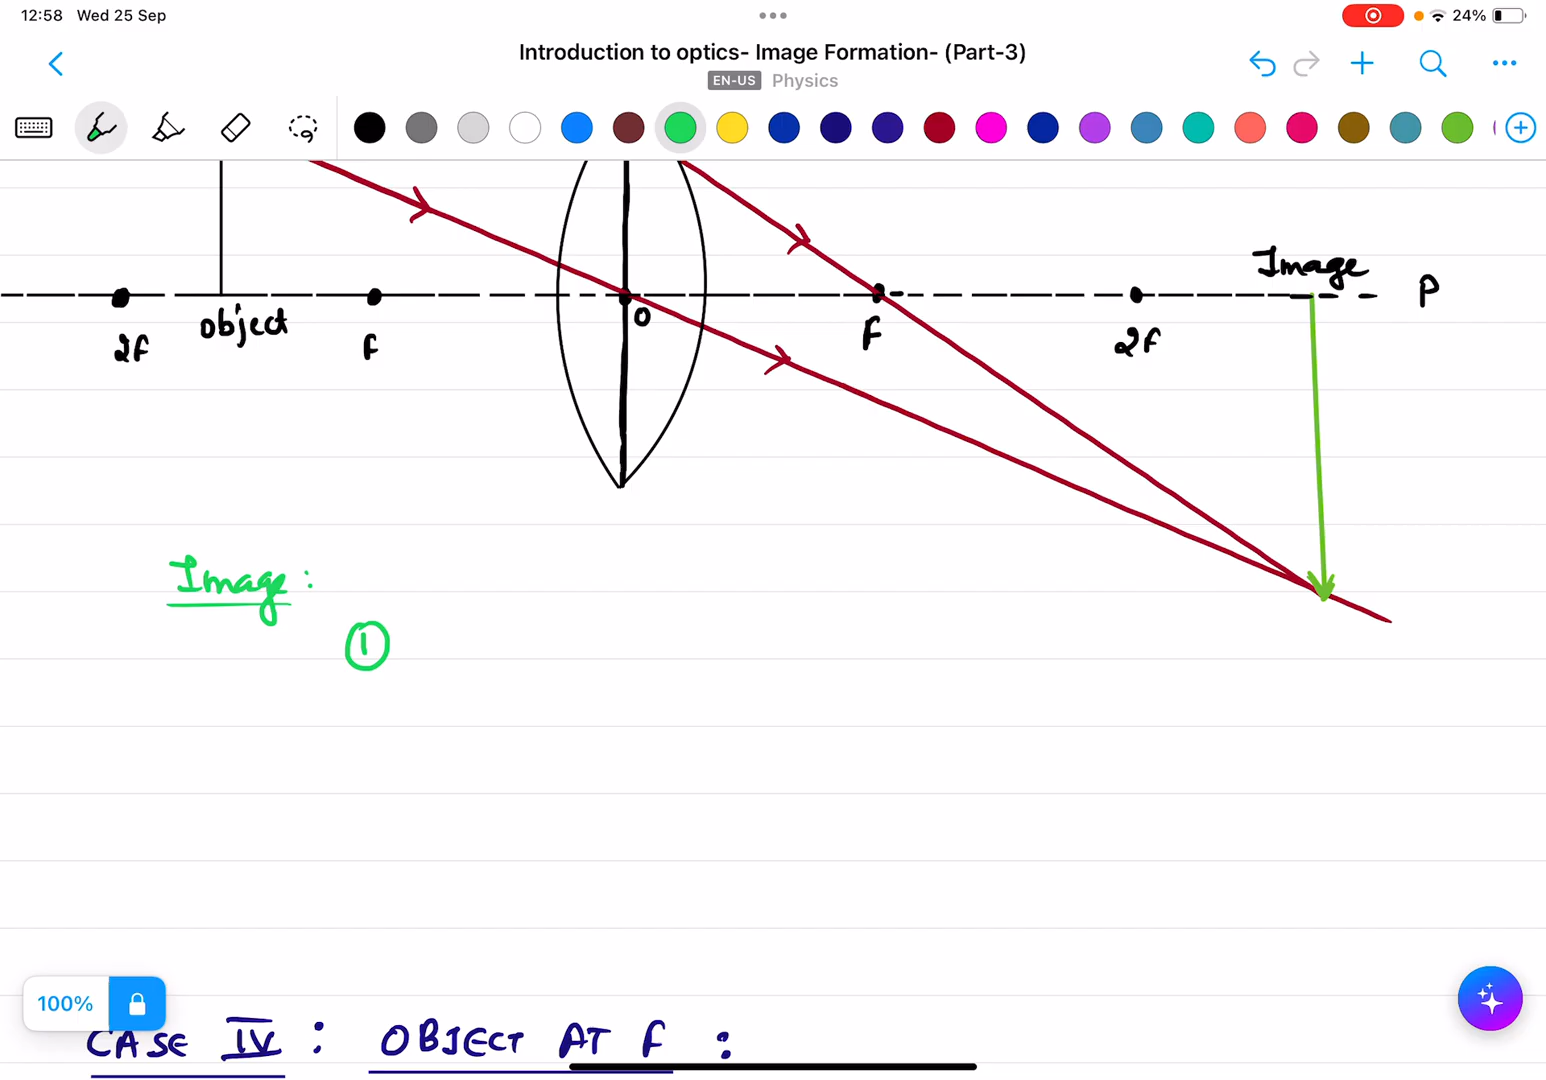 12:58 Wed 25 Sep
24%
Introduction to optics- Image Formation- (Part-3)
EN-US Physics
Image
P
2F object F O F 2F
Image :
1
100%
CASE IV : OBJECT AT F :